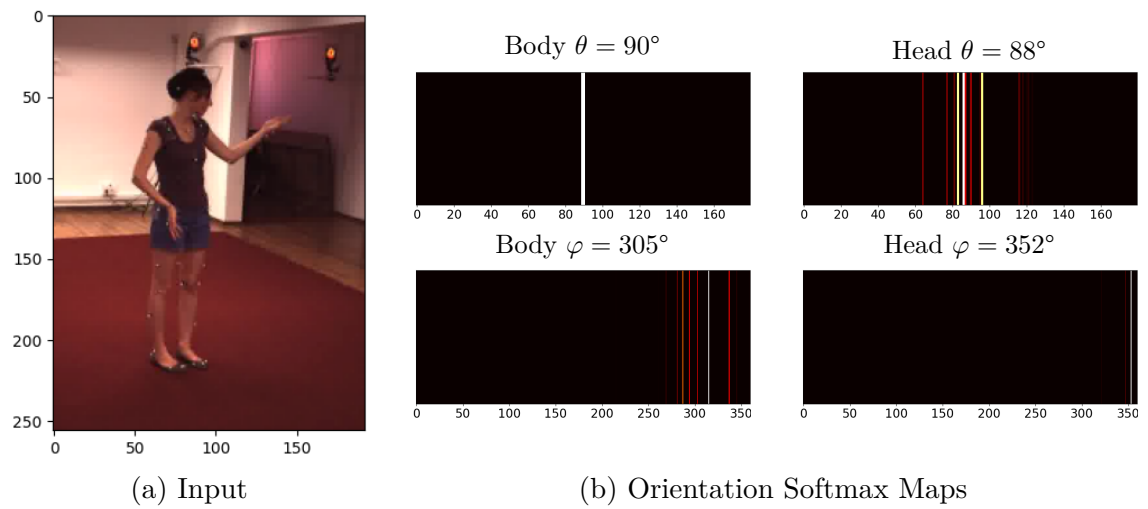 Body θ = 90°
Head θ = 88°
0
50
100
150
200
250
0 50 100 150
0 20 40 60 80 100 120 140 160
0 20 40 60 80 100 120 140 160
Body φ = 305°
Head φ = 352°
0 50 100 150 200 250 300 350
0 50 100 150 200 250 300 350
(a) Input
(b) Orientation Softmax Maps